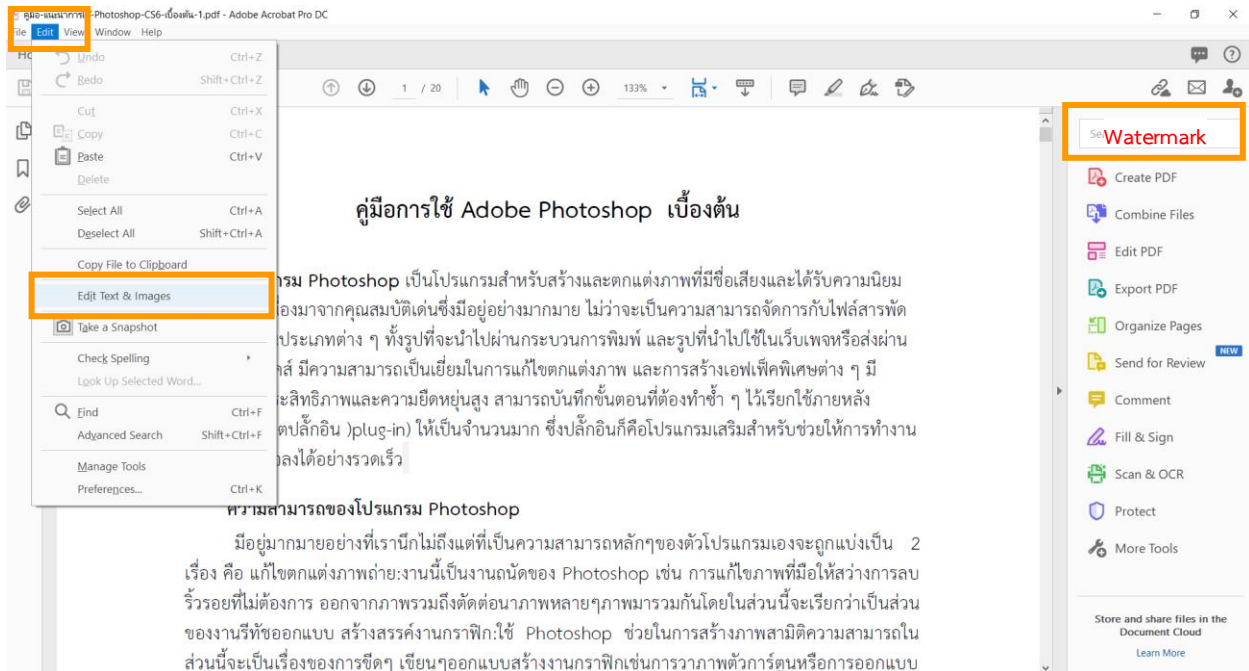 คู่มือ-แนะนำการใช้-Photoshop-CS6-เบื้องต้น-1.pdf - Adobe Acrobat Pro DC
File Edit View Window Help
1 / 20 133%
Undo Ctrl+Z
Redo Shift+Ctrl+Z
Cut Ctrl+X
Copy Ctrl+C
Paste Ctrl+V
Delete
Select All Ctrl+A
Deselect All Shift+Ctrl+A
Copy File to Clipboard
Edit Text & Images
Take a Snapshot
Check Spelling
Look Up Selected Word...
Find Ctrl+F
Advanced Search Shift+Ctrl+F
Manage Tools
Preferences... Ctrl+K
คู่มือการใช้ Adobe Photoshop เบื้องต้น
รม Photoshop เป็นโปรแกรมสำหรับสร้างและตกแต่งภาพที่มีชื่อเสียงและได้รับความนิยม
องมาจากคุณสมบัติเด่นซึ่งมีอยู่อย่างมากมาย ไม่ว่าจะเป็นความสามารถจัดการกับไฟล์สารพัด
ประเภทต่าง ๆ ทั้งรูปที่จะนำไปผ่านกระบวนการพิมพ์ และรูปที่นำไปใช้ในเว็บเพจหรือส่งผ่าน
กส์ มีความสามารถเป็นเยี่ยมในการแก้ไขตกแต่งภาพ และการสร้างเอฟเฟ็คพิเศษต่าง ๆ มี
ะสิทธิภาพและความยืดหยุ่นสูง สามารถบันทึกขั้นตอนที่ต้องทำซ้ำ ๆ ไว้เรียกใช้ภายหลัง
ตปลั๊กอิน )plug-in) ให้เป็นจำนวนมาก ซึ่งปลั๊กอินก็คือโปรแกรมเสริมสำหรับช่วยให้การทำงาน
ลงได้อย่างรวดเร็ว
ความสามารถของโปรแกรม Photoshop
มีอยู่มากมายอย่างที่เรานึกไม่ถึงแต่ที่เป็นความสามารถหลักๆของตัวโปรแกรมเองจะถูกแบ่งเป็น 2
เรื่อง คือ แก้ไขตกแต่งภาพถ่าย:งานนี้เป็นงานถนัดของ Photoshop เช่น การแก้ไขภาพที่มือให้สว่างการลบ
ริ้วรอยที่ไม่ต้องการ ออกจากภาพรวมถึงตัดต่อนาภาพหลายๆภาพมารวมกันโดยในส่วนนี้จะเรียกว่าเป็นส่วน
ของงานรีทัชออกแบบ สร้างสรรค์งานกราฟิก:ใช้ Photoshop ช่วยในการสร้างภาพสามิติความสามารถใน
ส่วนนี้จะเป็นเรื่องของการขีดๆ เขียนๆออกแบบสร้างงานกราฟิกเช่นการวาภาพตัวการ์ตูนหรือการออกแบบ
Watermark
Create PDF
Combine Files
Edit PDF
Export PDF
Organize Pages
Send for Review NEW
Comment
Fill & Sign
Scan & OCR
Protect
More Tools
Store and share files in the
Document Cloud
Learn More